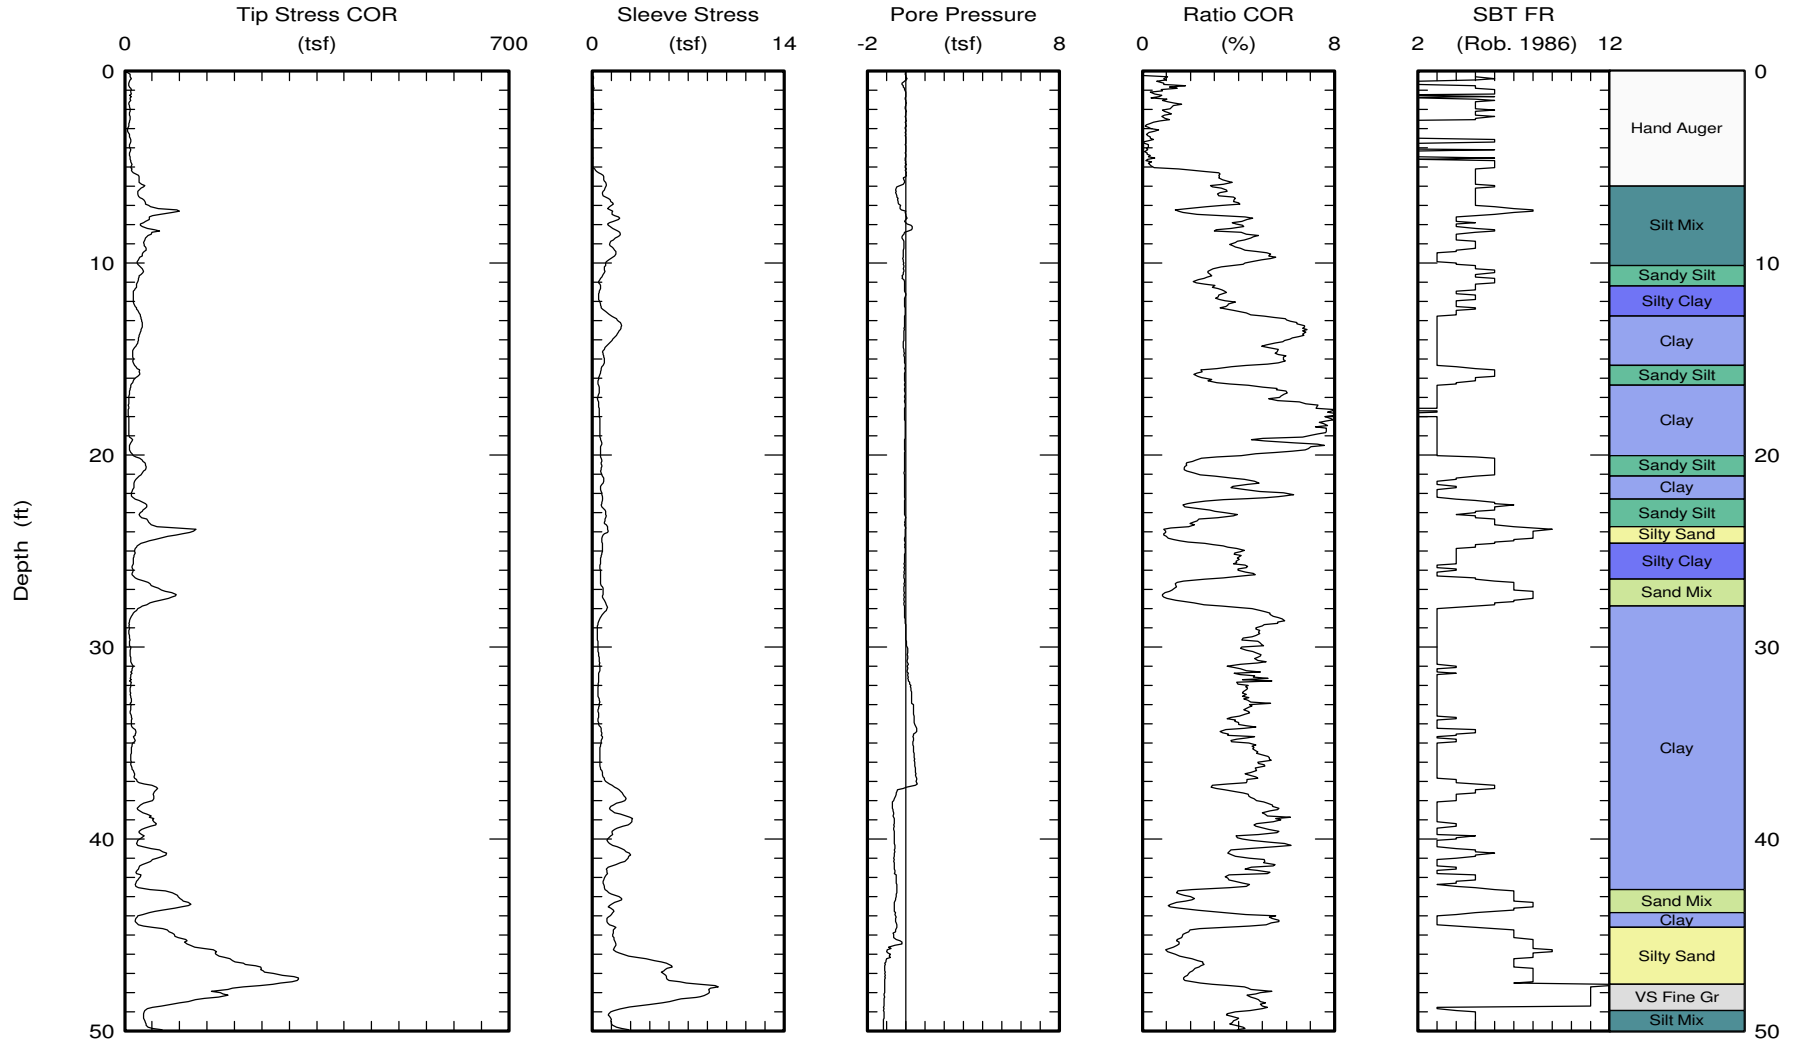 Tip Stress COR Sleeve Stress Pore Pressure Ratio COR SBT FR
0 (tsf) 700 0 (tsf) 14 -2 (tsf) 8 0 (%) 8 2 (Rob. 1986) 12
0 0
Hand Auger
Silt Mix
10 10
Sandy Silt
Silty Clay
Clay
Sandy Silt
Clay
20 20
Sandy Silt
Clay
Sandy Silt
Silty Sand
Silty Clay
Sand Mix
Depth (ft)
30 30
Clay
40 40
Sand Mix
Clay
Silty Sand
VS Fine Gr
Silt Mix
50 50